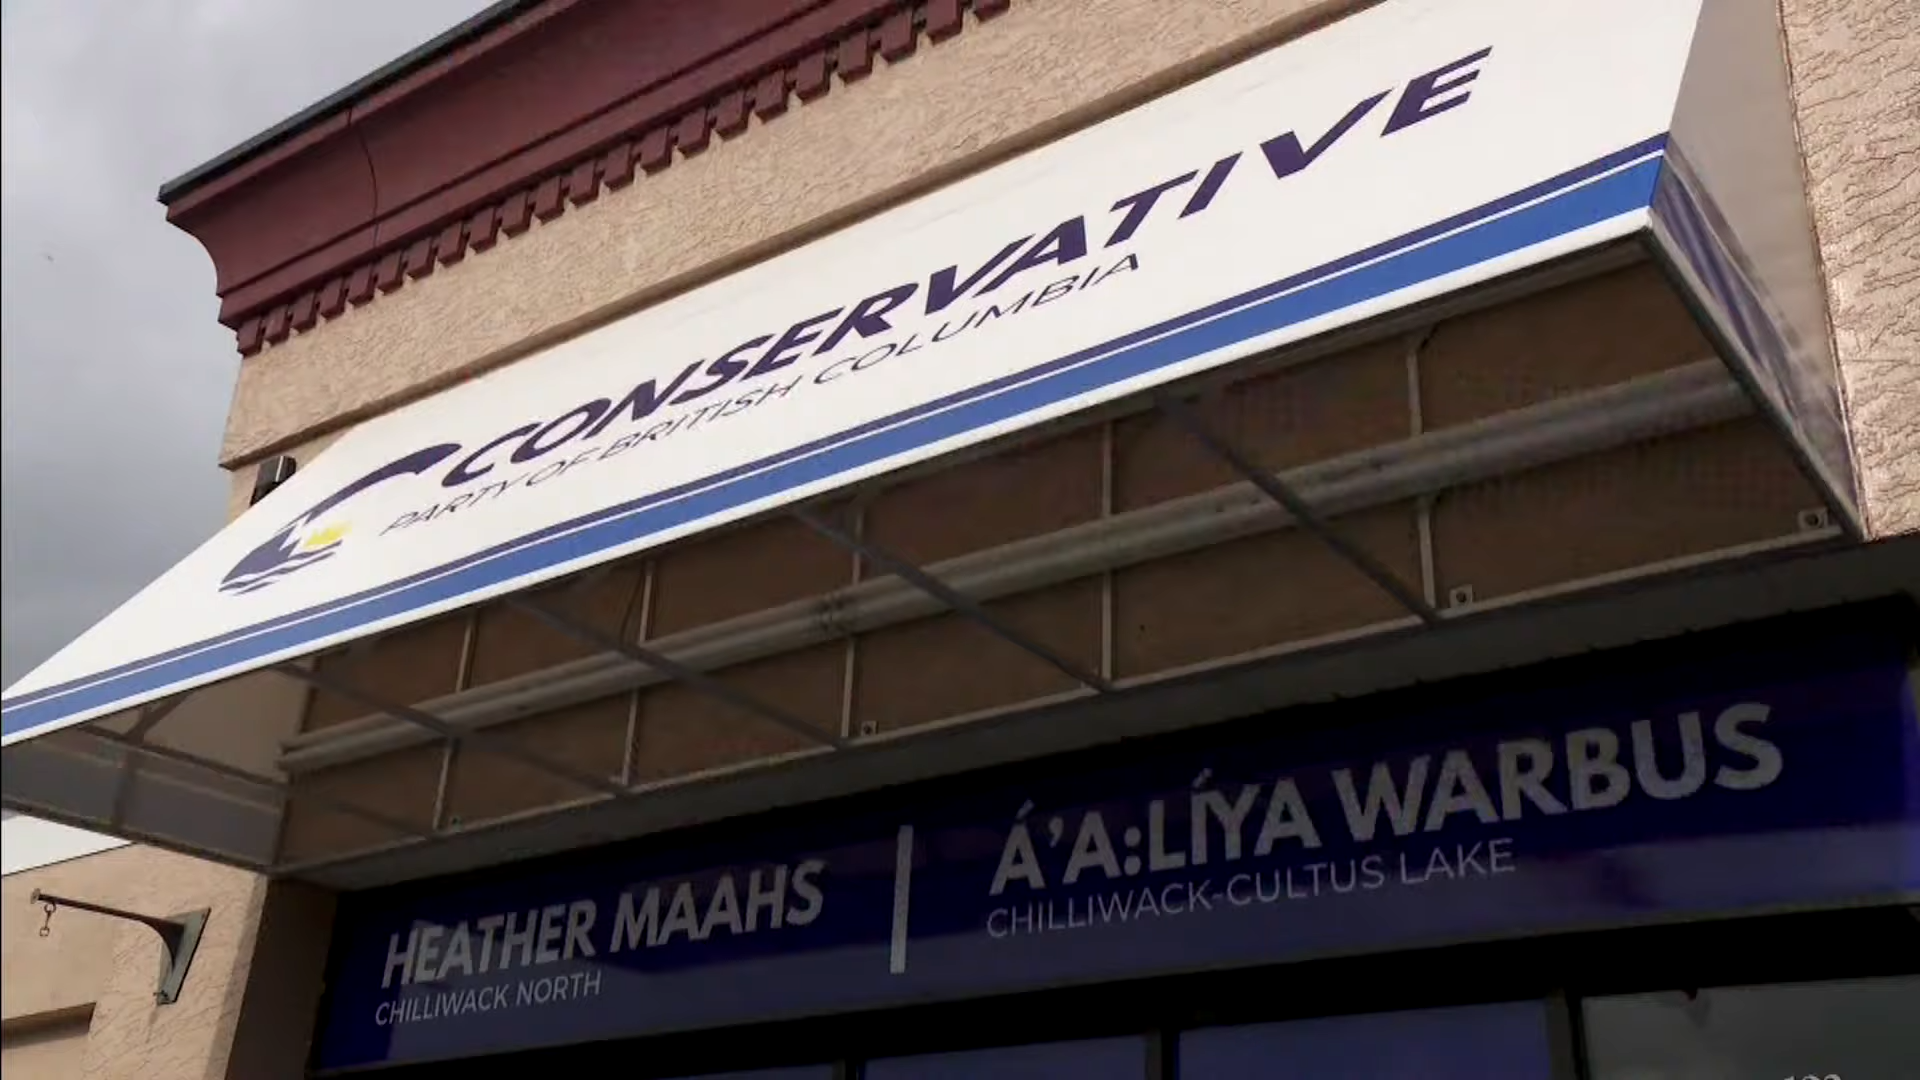 CONSERVATIVE
PARTY OF BRITISH COLUMBIA
HEATHER MAAHS
CHILLIWACK NORTH
Á'A:LÍYA WARBUS
CHILLIWACK-CULTUS LAKE